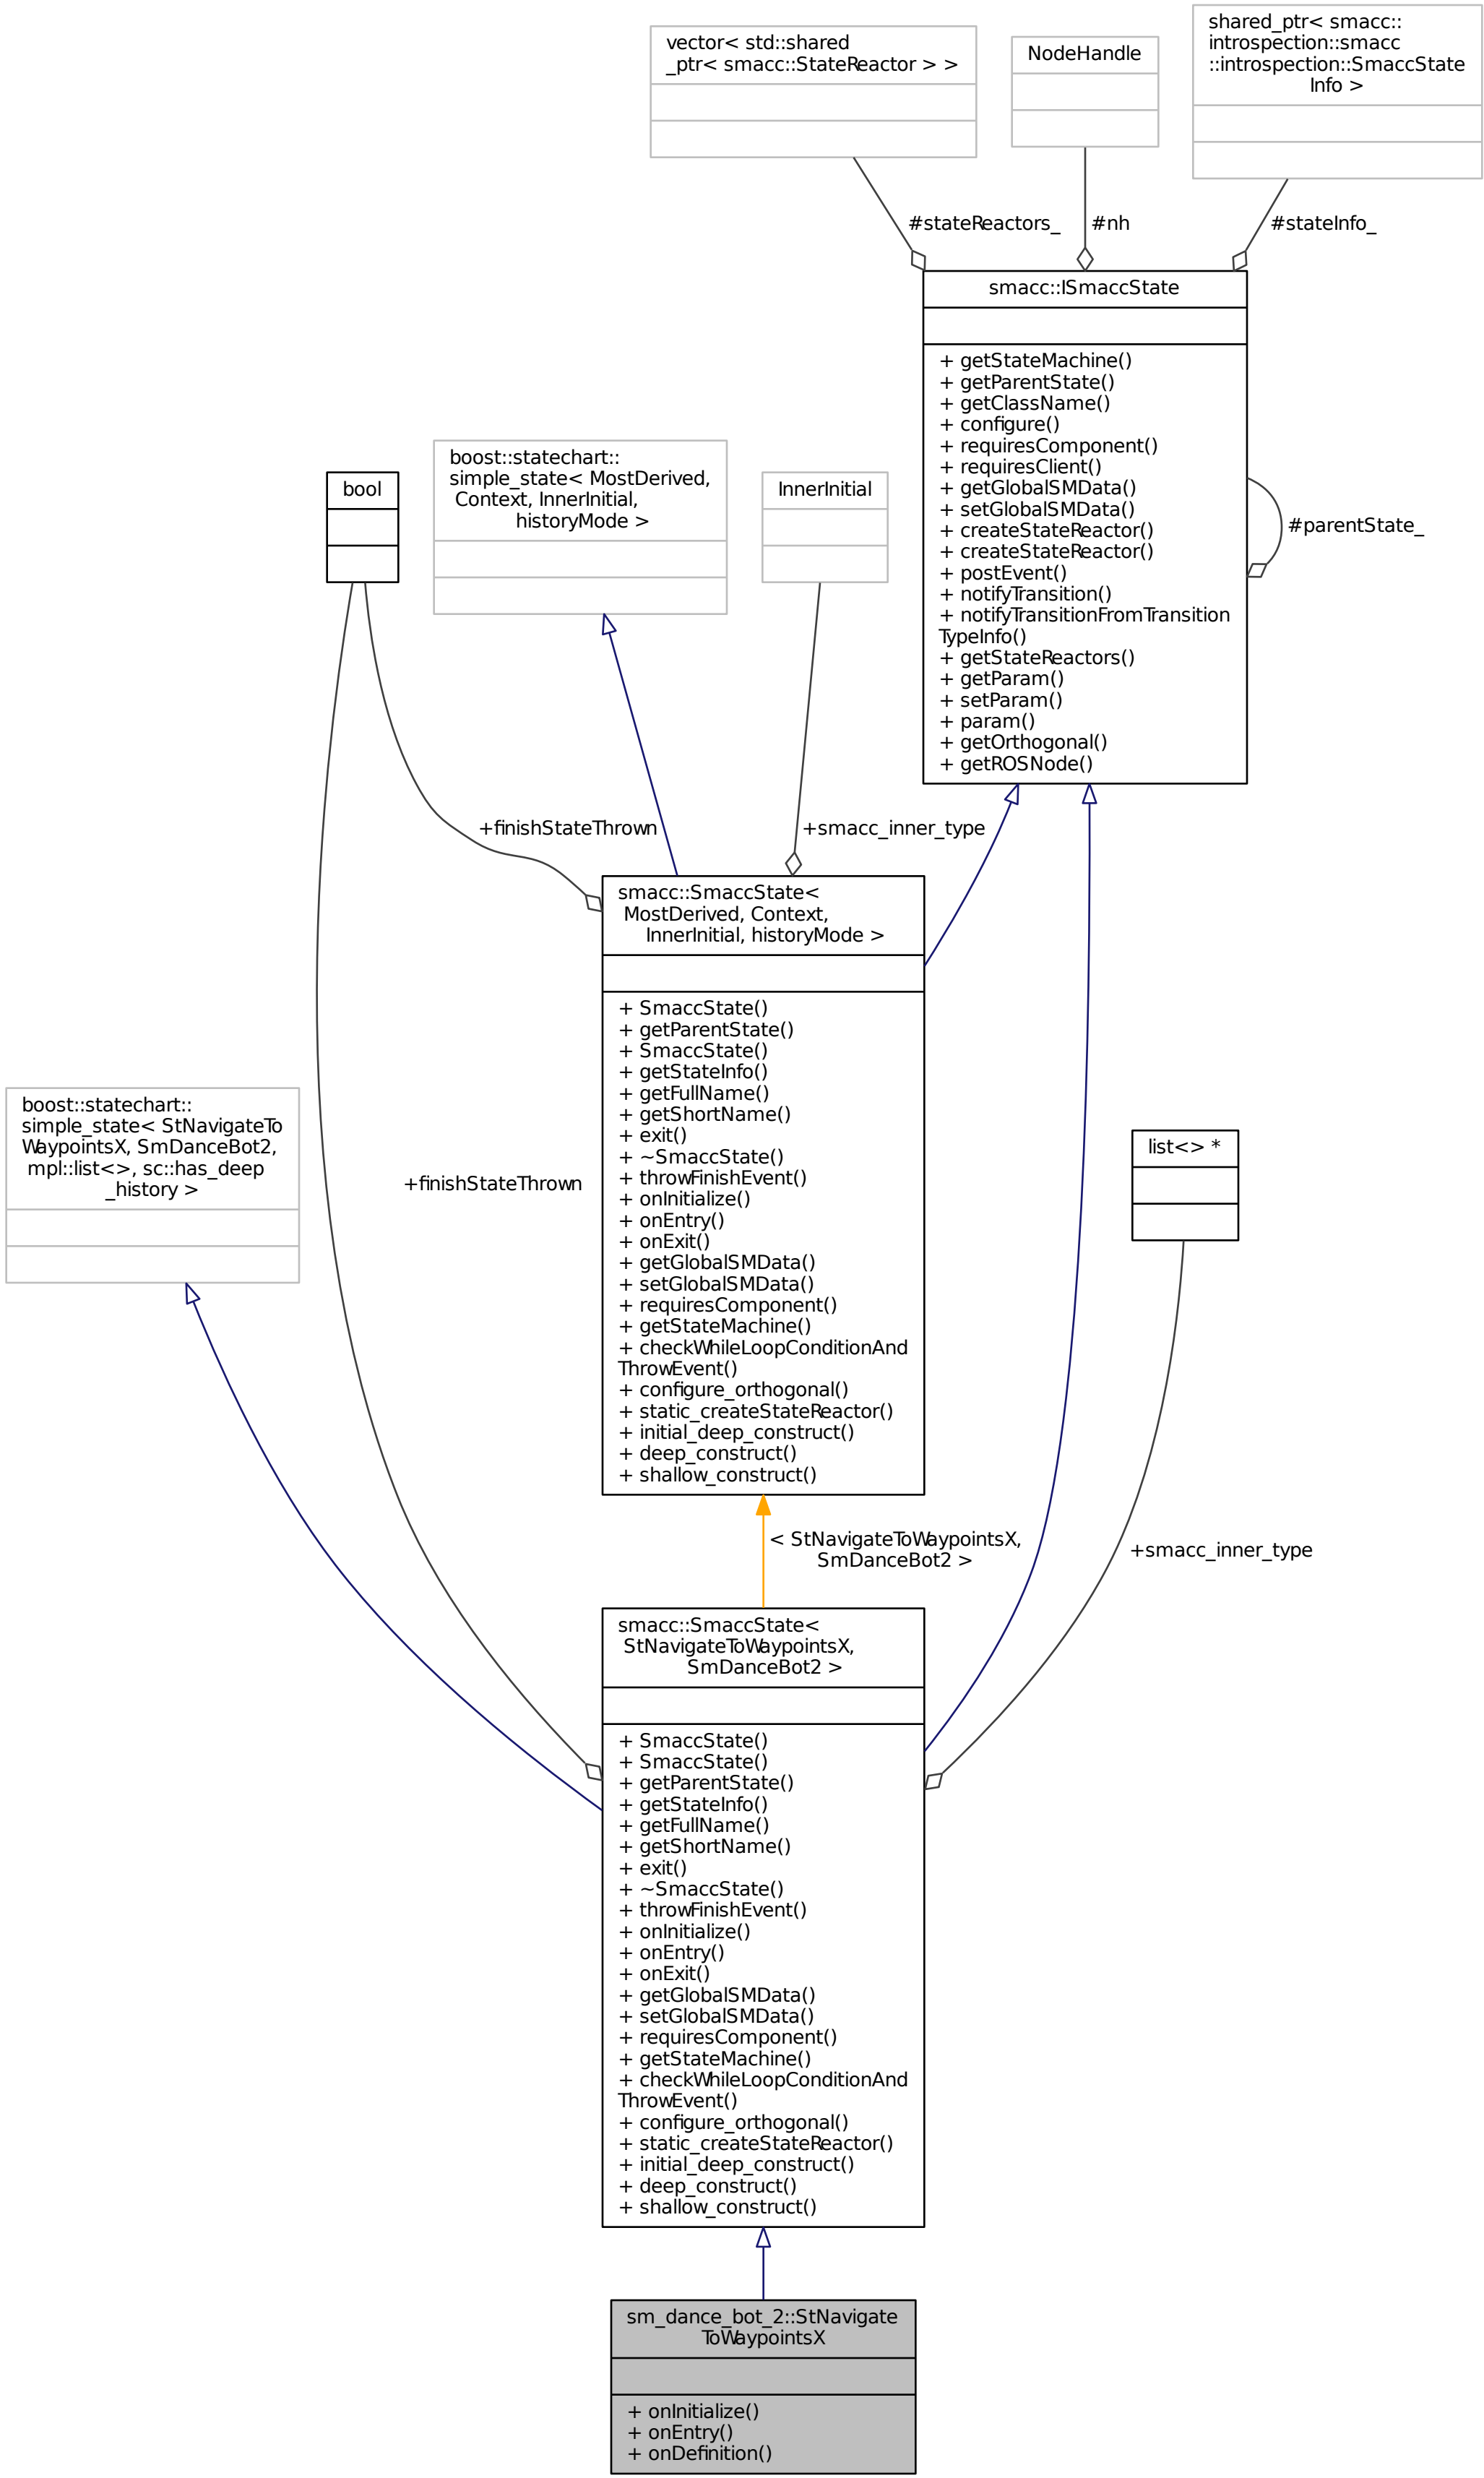 vector< std::shared
_ptr< smacc::StateReactor > >
NodeHandle
shared_ptr< smacc::
introspection::smacc
::introspection::SmaccState
Info >
#stateReactors_
#nh
#stateInfo_
smacc::ISmaccState
+ getStateMachine()
+ getParentState()
+ getClassName()
+ configure()
+ requiresComponent()
+ requiresClient()
+ getGlobalSMData()
+ setGlobalSMData()
+ createStateReactor()
+ createStateReactor()
+ postEvent()
+ notifyTransition()
+ notifyTransitionFromTransition
TypeInfo()
+ getStateReactors()
+ getParam()
+ setParam()
+ param()
+ getOrthogonal()
+ getROSNode()
#parentState_
bool
boost::statechart::
simple_state< MostDerived,
Context, InnerInitial,
historyMode >
InnerInitial
+finishStateThrown
+smacc_inner_type
smacc::SmaccState<
MostDerived, Context,
InnerInitial, historyMode >
+ SmaccState()
+ getParentState()
+ SmaccState()
+ getStateInfo()
+ getFullName()
+ getShortName()
+ exit()
+ ~SmaccState()
+ throwFinishEvent()
+ onInitialize()
+ onEntry()
+ onExit()
+ getGlobalSMData()
+ setGlobalSMData()
+ requiresComponent()
+ getStateMachine()
+ checkWhileLoopConditionAnd
ThrowEvent()
+ configure_orthogonal()
+ static_createStateReactor()
+ initial_deep_construct()
+ deep_construct()
+ shallow_construct()
boost::statechart::
simple_state< StNavigateTo
WaypointsX, SmDanceBot2,
mpl::list<>, sc::has_deep
_history >
+finishStateThrown
list<> *
< StNavigateToWaypointsX,
SmDanceBot2 >
+smacc_inner_type
smacc::SmaccState<
StNavigateToWaypointsX,
SmDanceBot2 >
+ SmaccState()
+ SmaccState()
+ getParentState()
+ getStateInfo()
+ getFullName()
+ getShortName()
+ exit()
+ ~SmaccState()
+ throwFinishEvent()
+ onInitialize()
+ onEntry()
+ onExit()
+ getGlobalSMData()
+ setGlobalSMData()
+ requiresComponent()
+ getStateMachine()
+ checkWhileLoopConditionAnd
ThrowEvent()
+ configure_orthogonal()
+ static_createStateReactor()
+ initial_deep_construct()
+ deep_construct()
+ shallow_construct()
sm_dance_bot_2::StNavigate
ToWaypointsX
+ onInitialize()
+ onEntry()
+ onDefinition()